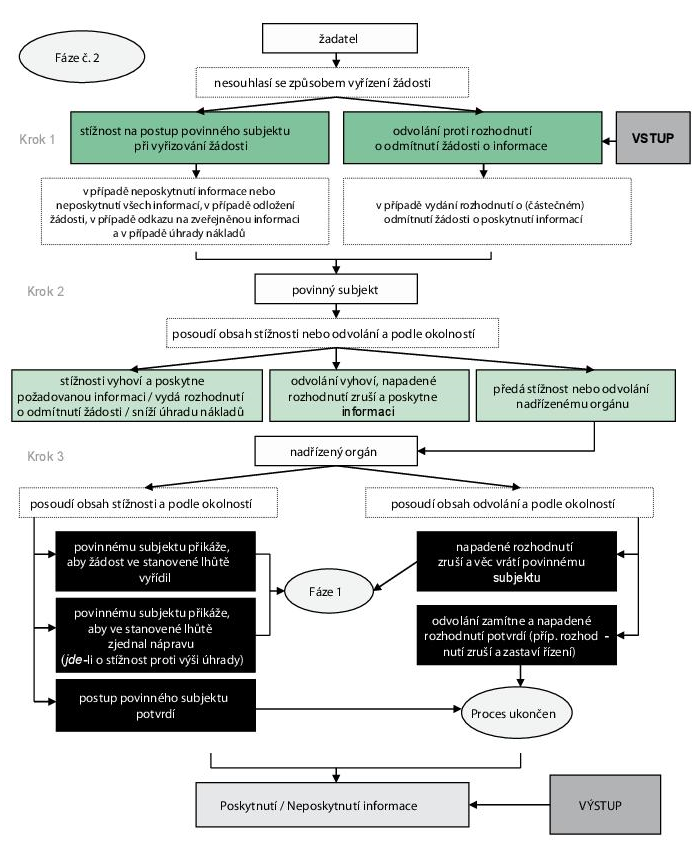 Fáze č. 2
žadatel
nesouhlasí se způsobem vyřízení žádosti
Krok 1
stížnost na postup povinného subjektu
při vyřizování žádosti
odvolání proti rozhodnutí
o odmítnutí žádosti o informace
VSTUP
v případě neposkytnutí informace nebo
neposkytnutí všech informací, v případě odložení
žádosti, v případě odkazu na zveřejněnou informaci
a v případě úhrady nákladů
v případě vydání rozhodnutí o (částečném)
odmítnutí žádosti o poskytnutí informací
Krok 2
povinný subjekt
posoudí obsah stížnosti nebo odvolání a podle okolností
stížnosti vyhoví a poskytne
požadovanou informaci / vydá rozhodnutí
o odmítnutí žádosti / sníží úhradu nákladů
odvolání vyhoví, napadené
rozhodnutí zruší a poskytne
informaci
předá stížnost nebo odvolání
nadřízenému orgánu
Krok 3
nadřízený orgán
posoudí obsah stížnosti a podle okolností
posoudí obsah odvolání a podle okolností
povinnému subjektu přikáže,
aby žádost ve stanovené lhůtě
vyřídil
Fáze 1
napadené rozhodnutí
zruší a věc vrátí povinnému
subjektu
povinnému subjektu přikáže,
aby ve stanovené lhůtě
zjednal nápravu
(jde-li o stížnost proti výši úhrady)
odvolání zamítne a napadené
rozhodnutí potvrdí (příp. rozhod -
nutí zruší a zastaví řízení)
postup povinného subjektu
potvrdí
Proces ukončen
Poskytnutí / Neposkytnutí informace
VÝSTUP